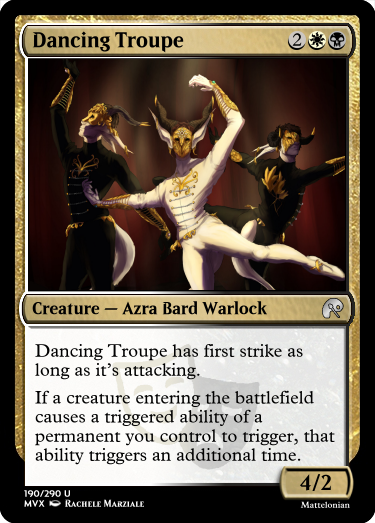 Dancing Troupe 2
Creature — Azra Bard Warlock
Dancing Troupe has first strike as
long as it's attacking.
If a creature entering the battlefield
causes a triggered ability of a
permanent you control to trigger, that
ability triggers an additional time.
4/2
190/290 U
MVX Rachele Marziale
Mattelonian